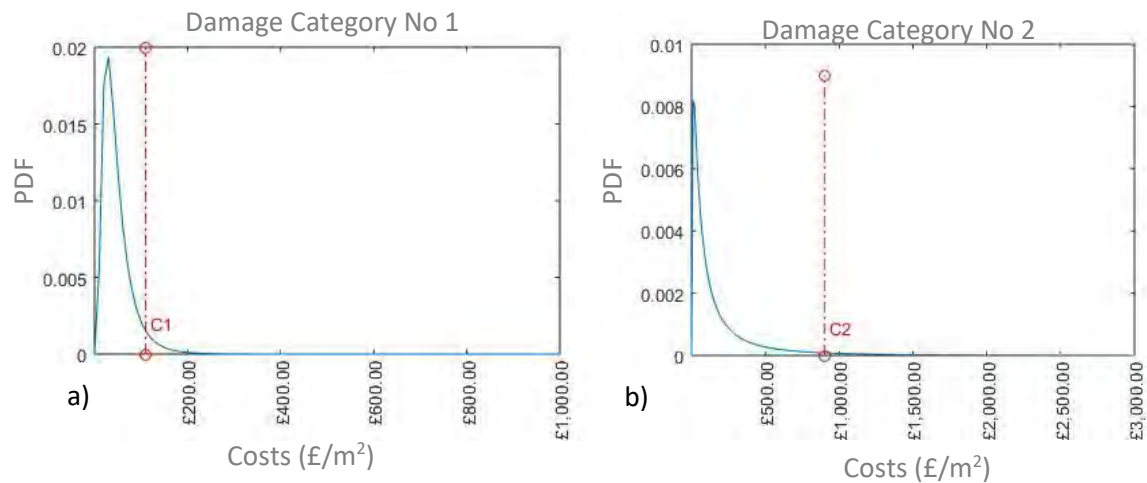 Damage Category No 1
0.02
0.015
0.01
0.005
0
PDF
C1
£200.00
£400.00
£600.00
£800.00
£1,000.00
a)
Costs (£/m²)
Damage Category No 2
0.01
0.008
0.006
0.004
0.002
0
PDF
C2
£500.00
£1,000.00
£1,500.00
£2,000.00
£2,500.00
£3,000.00
b)
Costs (£/m²)